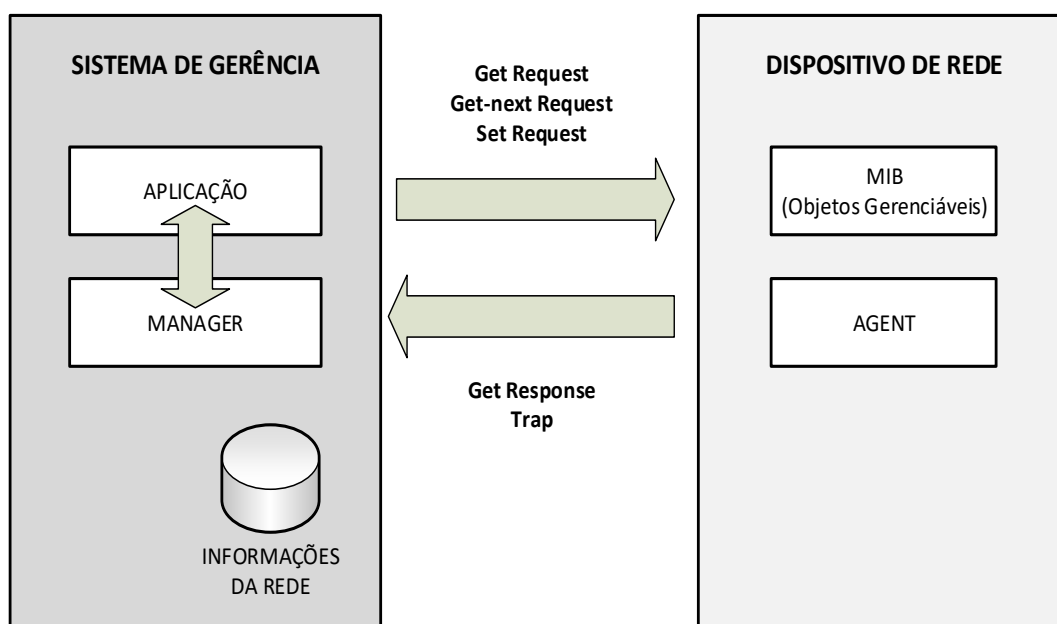 SISTEMA DE GERÊNCIA
APLICAÇÃO
MANAGER
INFORMAÇÕES
DA REDE
Get Request
Get-next Request
Set Request
Get Response
Trap
DISPOSITIVO DE REDE
MIB
(Objetos Gerenciáveis)
AGENT